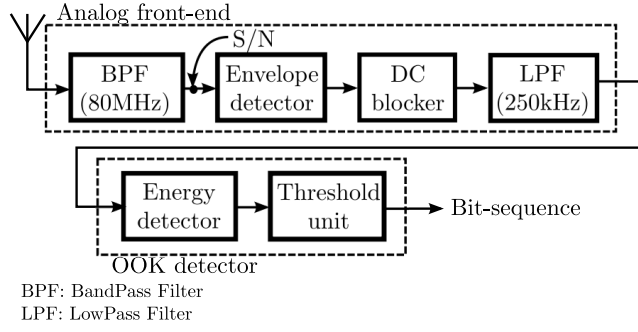 Analog front-end
S/N
BPF
(80MHz)
Envelope
detector
DC
blocker
LPF
(250kHz)
Energy
detector
Threshold
unit
Bit-sequence
OOK detector
BPF: BandPass Filter
LPF: LowPass Filter